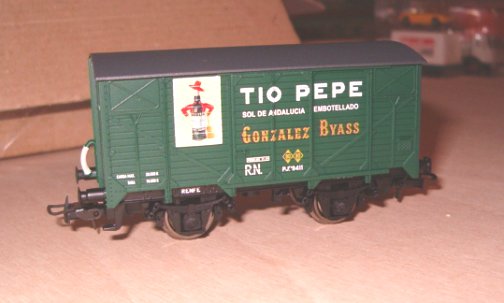 TIO PEPE
SOL DE ANDALUCIA EMBOTELLADO
GONZALEZ BYASS
R.N.
RENFE